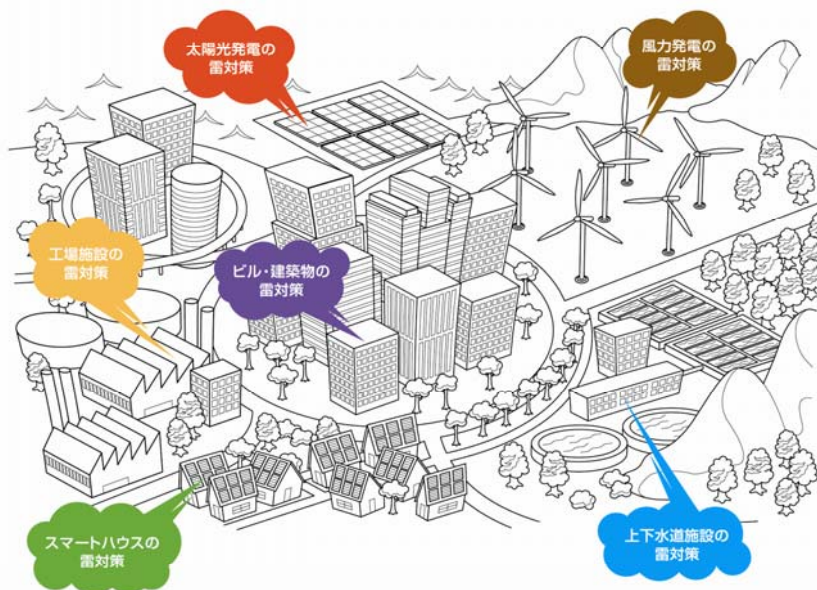 太陽光発電の
雷対策
風力発電の
雷対策
工場施設の
雷対策
ビル・建築物の
雷対策
スマートハウスの
雷対策
上下水道施設の
雷対策